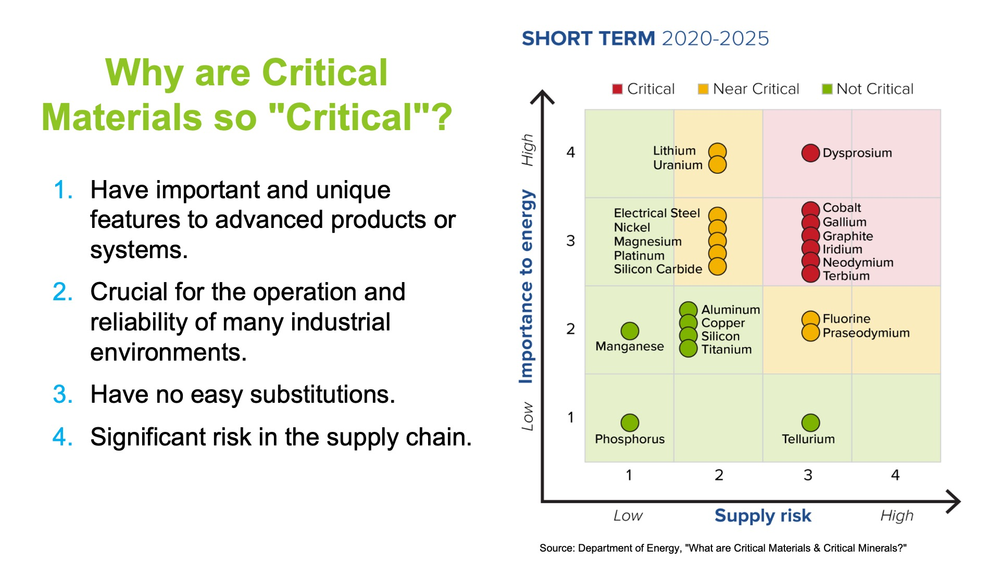 Why are Critical
Materials so "Critical"?
1. Have important and unique
features to advanced products or
systems.
2. Crucial for the operation and
reliability of many industrial
environments.
3. Have no easy substitutions.
4. Significant risk in the supply chain.
SHORT TERM 2020-2025
Critical
Near Critical
Not Critical
High
Importance to energy
Low
4
3
2
1
Lithium
Uranium
Dysprosium
Electrical Steel
Nickel
Magnesium
Platinum
Silicon Carbide
Cobalt
Gallium
Graphite
Iridium
Neodymium
Terbium
Manganese
Aluminum
Copper
Silicon
Titanium
Fluorine
Praseodymium
Phosphorus
Tellurium
1
2
3
4
Low
Supply risk
High
Source: Department of Energy, "What are Critical Materials & Critical Minerals?"